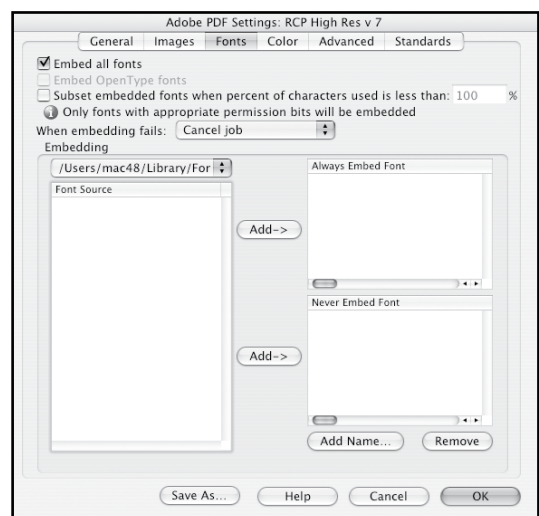 Adobe PDF Settings: RCP High Res v 7
General Images Fonts Color Advanced Standards
Embed all fonts
Embed OpenType fonts
Subset embedded fonts when percent of characters used is less than: 100 %
Only fonts with appropriate permission bits will be embedded
When embedding fails: Cancel job
Embedding
/Users/mac48/Library/For
Font Source
Always Embed Font
Add->
Never Embed Font
Add->
Add Name... Remove
Save As... Help Cancel OK